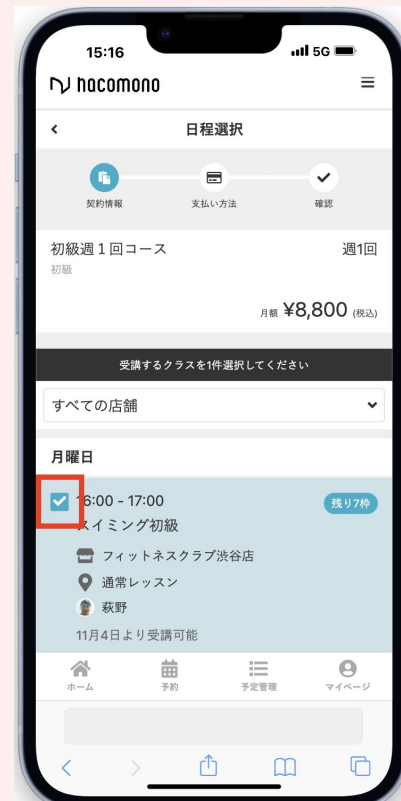 15:16
5G
hacomono
日程選択
契約情報
支払い方法
確認
初級週１回コース
週1回
初級
月額 ¥8,800 (税込)
受講するクラスを1件選択してください
すべての店舗
月曜日
16:00 - 17:00
残り7枠
スイミング初級
フィットネスクラブ渋谷店
通常レッスン
萩野
11月4日より受講可能
ホーム
予約
予定管理
マイページ